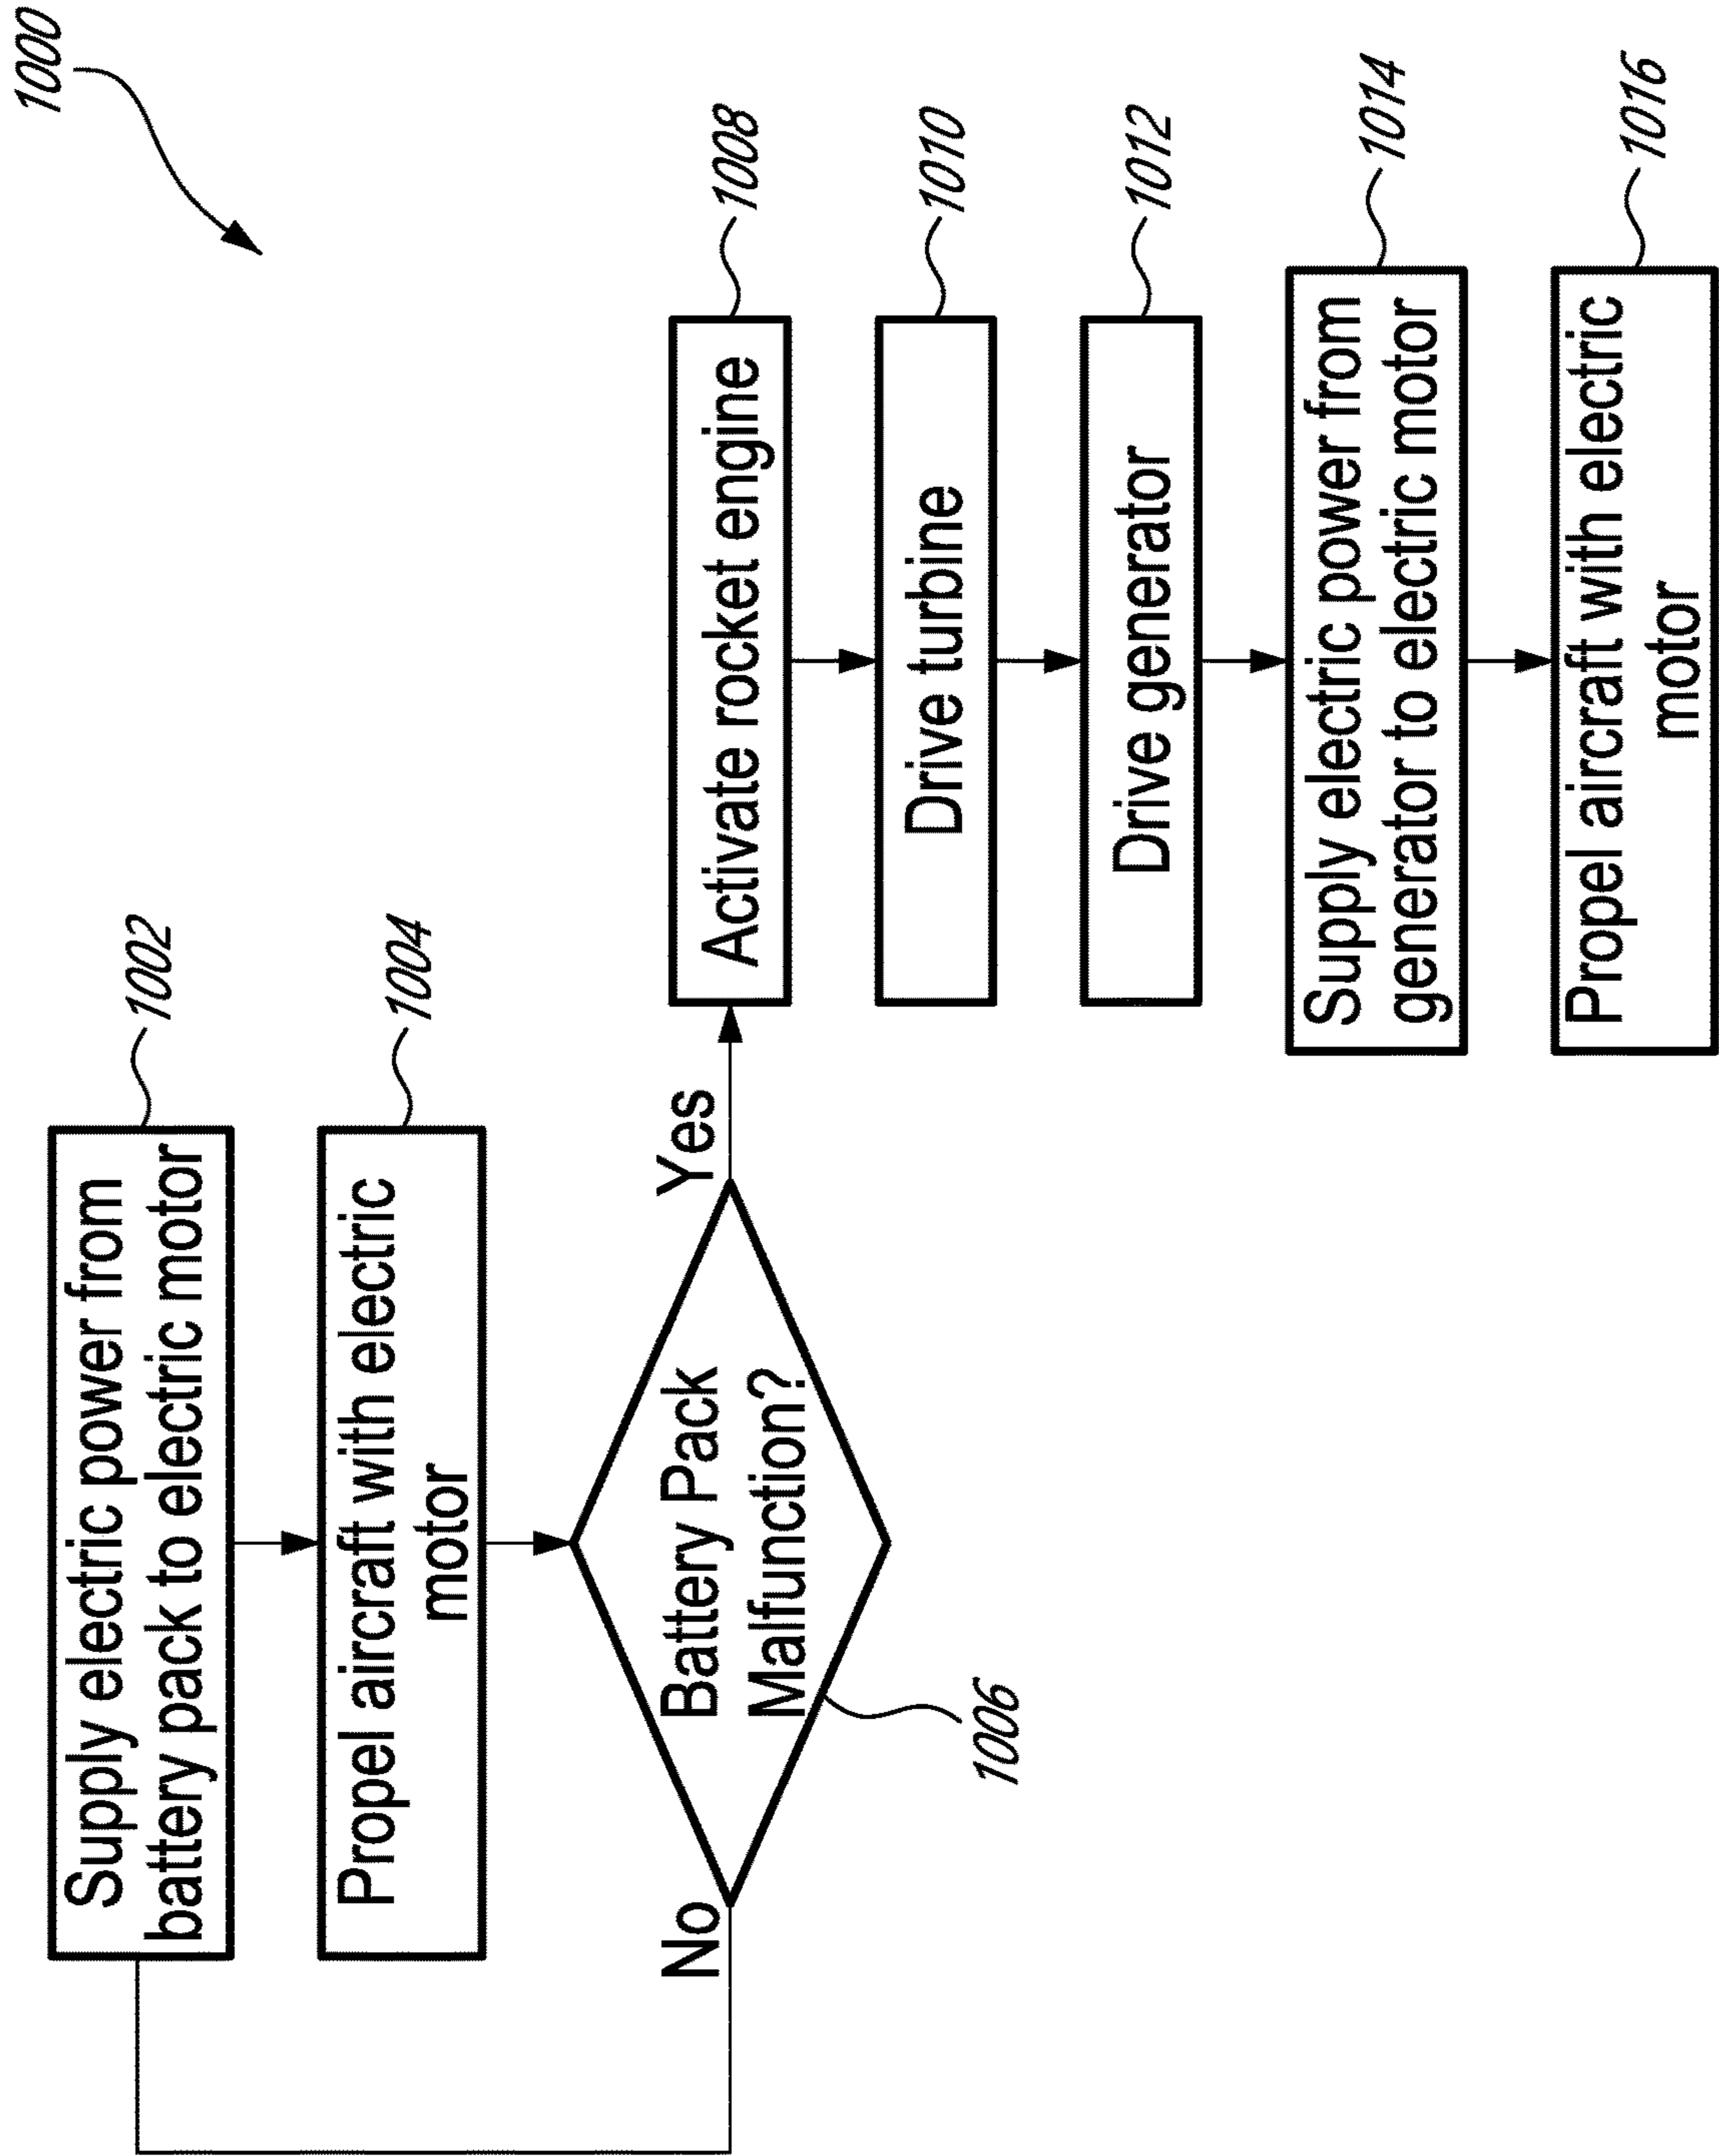 1000
Supply electric power from
battery pack to electric motor
1002
Propel aircraft with electric
motor
1004
Battery Pack
Malfunction?
1006
No
Yes
Activate rocket engine
1008
Drive turbine
1010
Drive generator
1012
Supply electric power from
generator to electric motor
1014
Propel aircraft with electric
motor
1016